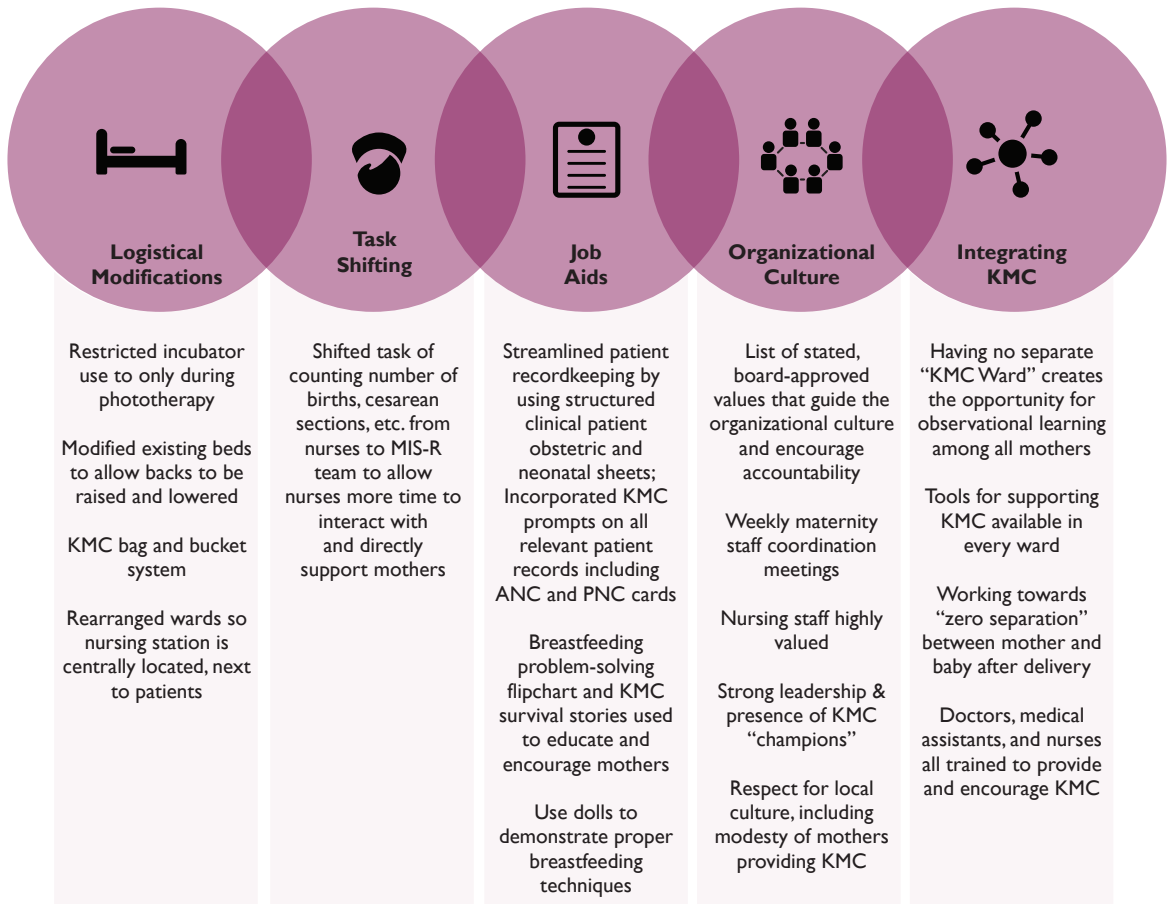 Logistical
Modifications
Restricted incubator
use to only during
phototherapy
Modified existing beds
to allow backs to be
raised and lowered
KMC bag and bucket
system
Rearranged wards so
nursing station is
centrally located, next
to patients
Task
Shifting
Shifted task of
counting number of
births, cesarean
sections, etc. from
nurses to MIS-R
team to allow
nurses more time to
interact with
and directly
support mothers
Job
Aids
Streamlined patient
recordkeeping by
using structured
clinical patient
obstetric and
neonatal sheets;
Incorporated KMC
prompts on all
relevant patient
records including
ANC and PNC cards
Breastfeeding
problem-solving
flipchart and KMC
survival stories used
to educate and
encourage mothers
Use dolls to
demonstrate proper
breastfeeding
techniques
Organizational
Culture
List of stated,
board-approved
values that guide the
organizational culture
and encourage
accountability
Weekly maternity
staff coordination
meetings
Nursing staff highly
valued
Strong leadership &
presence of KMC
“champions”
Respect for local
culture, including
modesty of mothers
providing KMC
Integrating
KMC
Having no separate
“KMC Ward” creates
the opportunity for
observational learning
among all mothers
Tools for supporting
KMC available in
every ward
Working towards
“zero separation”
between mother and
baby after delivery
Doctors, medical
assistants, and nurses
all trained to provide
and encourage KMC